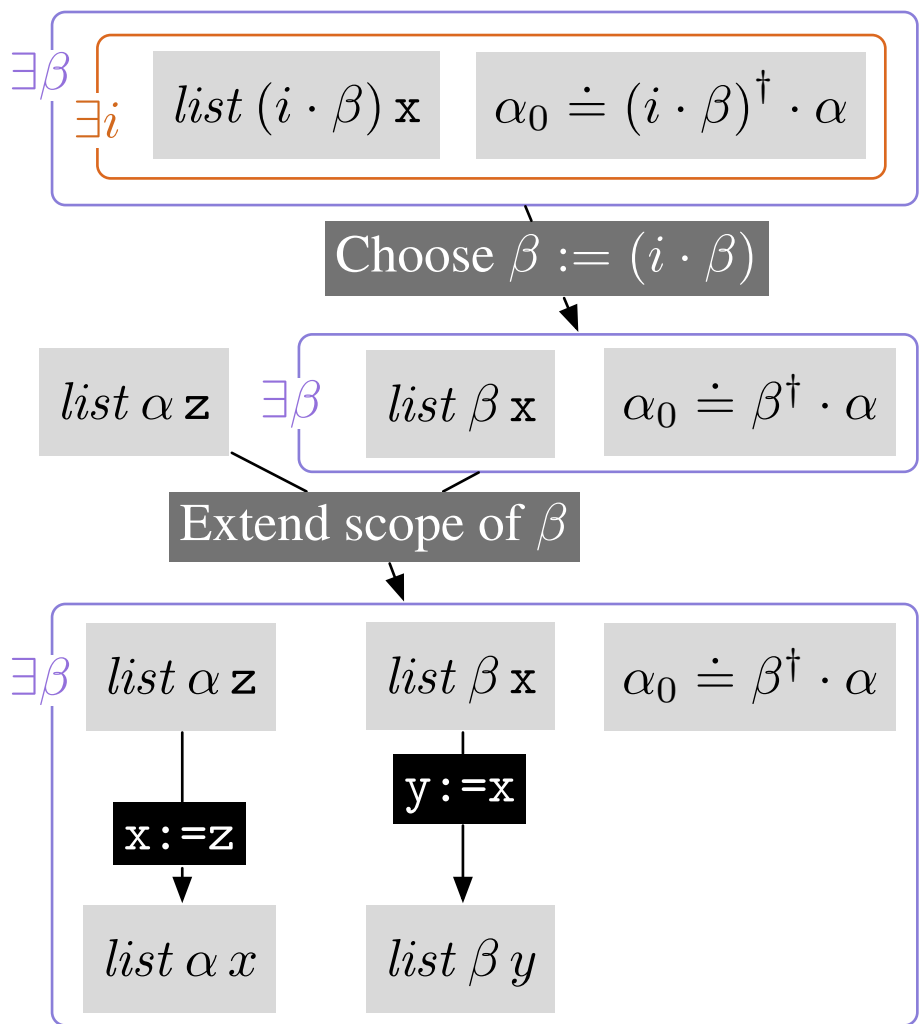 ∃β
∃i
list (i · β) x
α₀ ≐ (i · β)† · α
Choose β := (i · β)
list α z
∃β
list β x
α₀ ≐ β† · α
Extend scope of β
∃β
list α z
list β x
α₀ ≐ β† · α
y:=x
x:=z
list α x
list β y